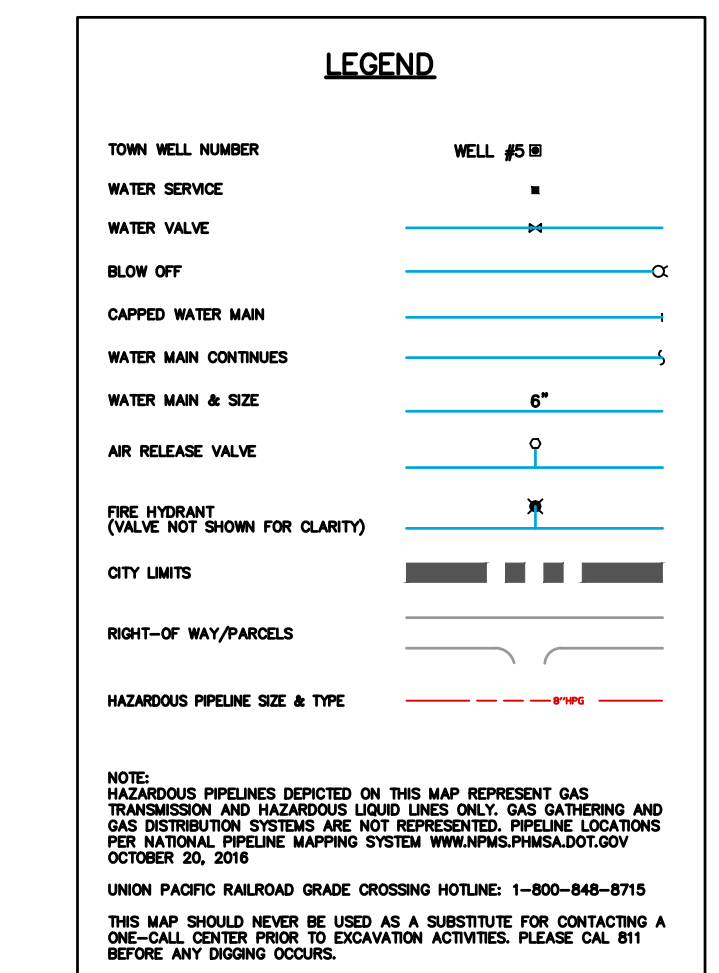 LEGEND
TOWN WELL NUMBER WELL #5
WATER SERVICE
WATER VALVE
BLOW OFF
CAPPED WATER MAIN
WATER MAIN CONTINUES
WATER MAIN & SIZE 6"
AIR RELEASE VALVE
FIRE HYDRANT
(VALVE NOT SHOWN FOR CLARITY)
CITY LIMITS
RIGHT-OF WAY/PARCELS
HAZARDOUS PIPELINE SIZE & TYPE 8"HPG
NOTE:
HAZARDOUS PIPELINES DEPICTED ON THIS MAP REPRESENT GAS
TRANSMISSION AND HAZARDOUS LIQUID LINES ONLY. GAS GATHERING AND
GAS DISTRIBUTION SYSTEMS ARE NOT REPRESENTED. PIPELINE LOCATIONS
PER NATIONAL PIPELINE MAPPING SYSTEM WWW.NPMS.PHMSA.DOT.GOV
OCTOBER 20, 2016
UNION PACIFIC RAILROAD GRADE CROSSING HOTLINE: 1-800-848-8715
THIS MAP SHOULD NEVER BE USED AS A SUBSTITUTE FOR CONTACTING A
ONE-CALL CENTER PRIOR TO EXCAVATION ACTIVITIES. PLEASE CAL 811
BEFORE ANY DIGGING OCCURS.